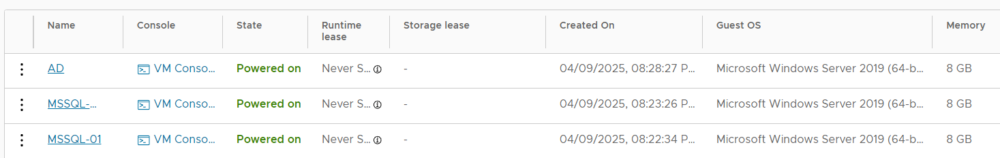 Name Console State Runtime lease Storage lease Created On Guest OS Memory
AD VM Conso... Powered on Never S... - 04/09/2025, 08:28:27 P... Microsoft Windows Server 2019 (64-b... 8 GB
MSSQL-... VM Conso... Powered on Never S... - 04/09/2025, 08:23:26 P... Microsoft Windows Server 2019 (64-b... 8 GB
MSSQL-01 VM Conso... Powered on Never S... - 04/09/2025, 08:22:34 P... Microsoft Windows Server 2019 (64-b... 8 GB